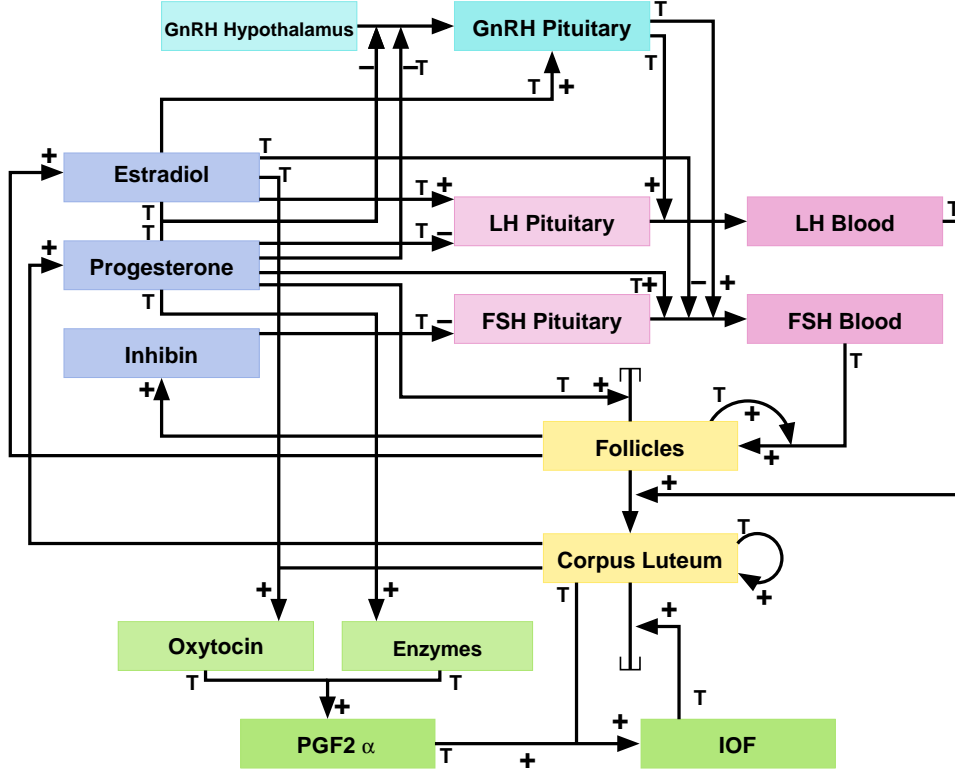 GnRH Hypothalamus
+
GnRH Pituitary
T
T
–
–T
T
+
+
Estradiol
T
T
T
+
+
LH Pituitary
LH Blood
T
T
T
+
Progesterone
T
–
T
T+
–
+
FSH Pituitary
FSH Blood
T
–
Inhibin
+
T
T
+
T
+
Follicles
+
+
T
Corpus Luteum
T
+
+
+
+
Oxytocin
Enzymes
T
T
+
T
+
PGF2 α
T
+
IOF